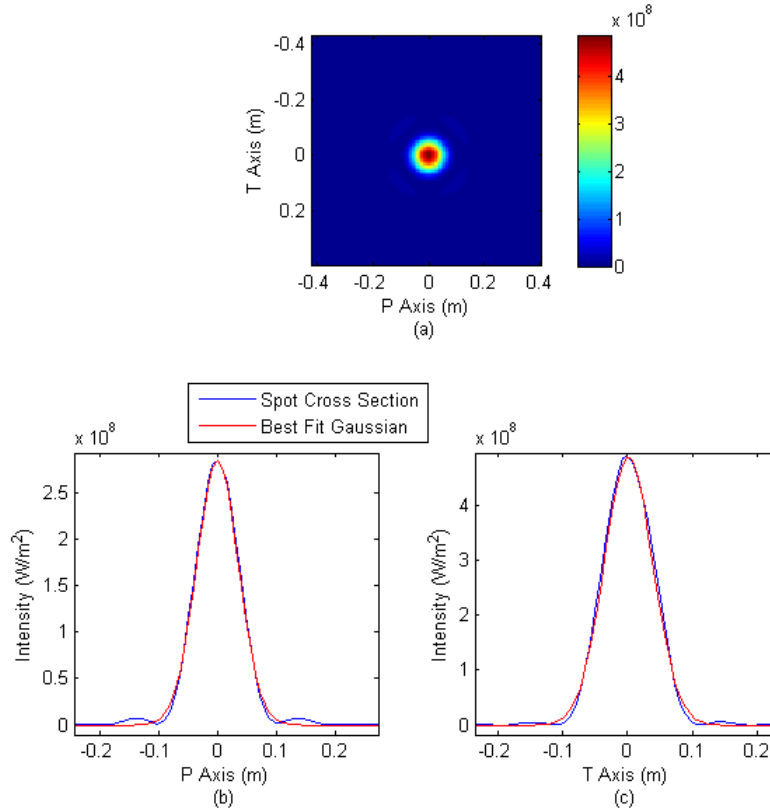 x 10^8
-0.4
-0.2
0
0.2
T Axis (m)
4
3
2
1
0
-0.4 -0.2 0 0.2 0.4
P Axis (m)
(a)
Spot Cross Section
Best Fit Gaussian
x 10^8
2.5
2
1.5
1
0.5
0
Intensity (W/m²)
-0.2 -0.1 0 0.1 0.2
P Axis (m)
(b)
x 10^8
4
3
2
1
0
Intensity (W/m²)
-0.2 -0.1 0 0.1 0.2
T Axis (m)
(c)